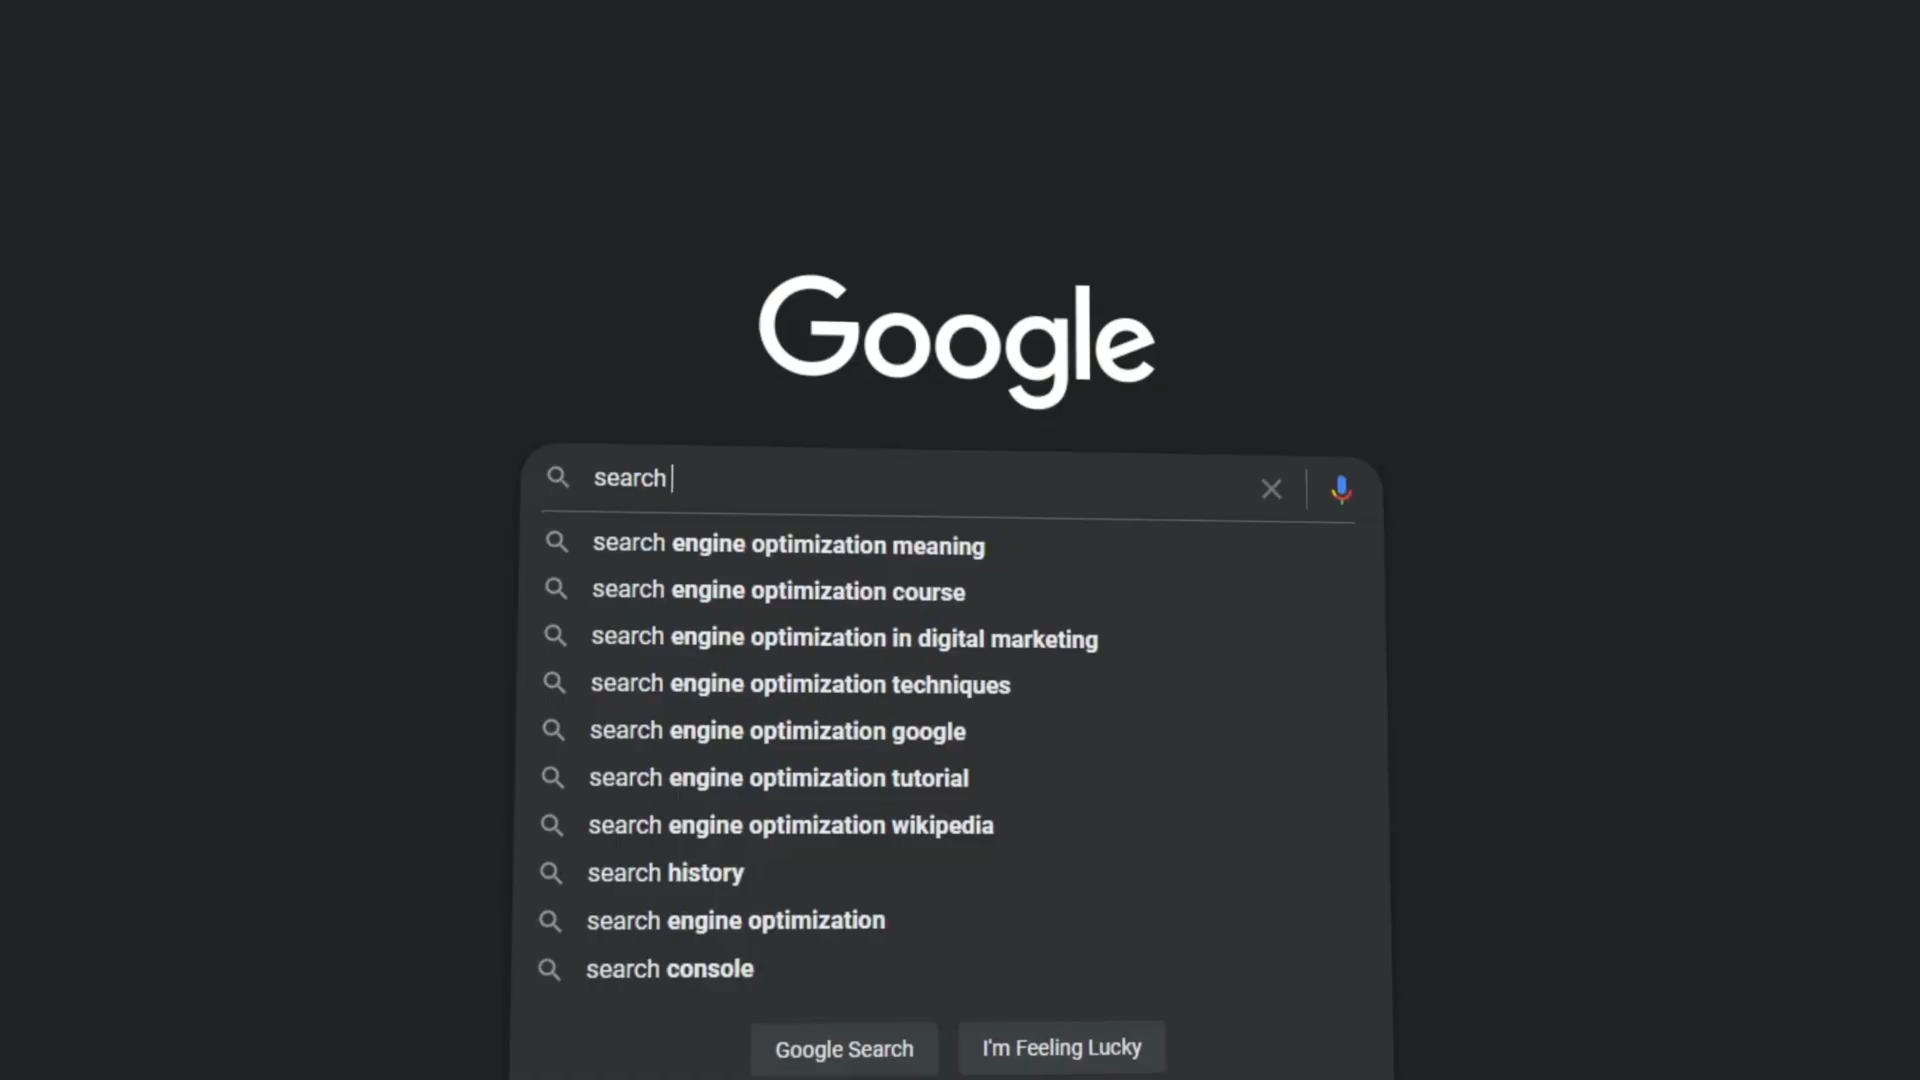 Google
search
search engine optimization meaning
search engine optimization course
search engine optimization in digital marketing
search engine optimization techniques
search engine optimization google
search engine optimization tutorial
search engine optimization wikipedia
search history
search engine optimization
search console
Google Search
I'm Feeling Lucky